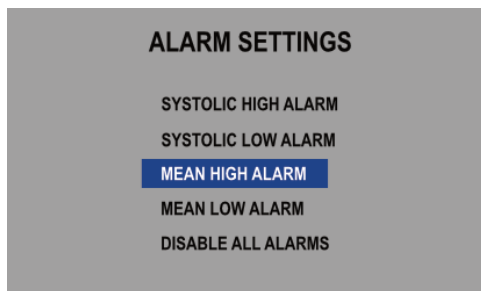 ALARM SETTINGS
SYSTOLIC HIGH ALARM
SYSTOLIC LOW ALARM
MEAN HIGH ALARM
MEAN LOW ALARM
DISABLE ALL ALARMS